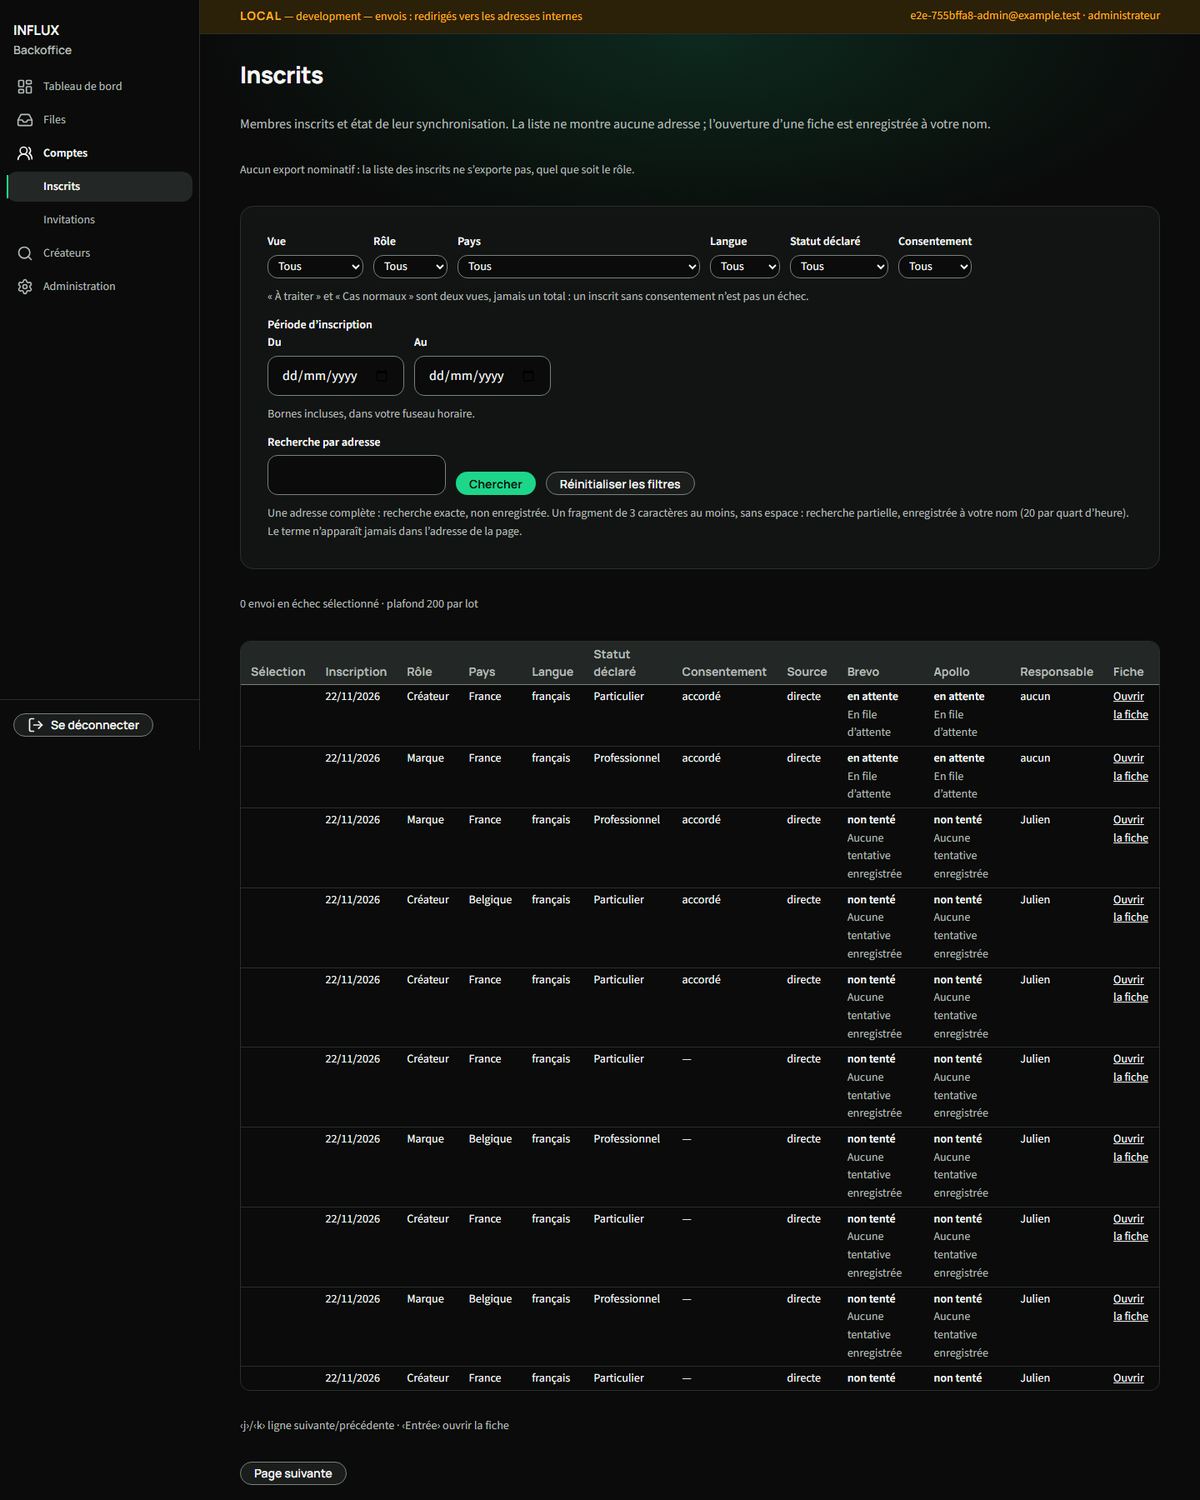 LOCAL — development — envois : redirigés vers les adresses internes
e2e-755bffa8-admin@example.test · administrateur
INFLUX
Backoffice
Tableau de bord
Files
Comptes
Inscrits
Invitations
Créateurs
Administration
Se déconnecter
Inscrits
Membres inscrits et état de leur synchronisation. La liste ne montre aucune adresse ; l’ouverture d’une fiche est enregistrée à votre nom.
Aucun export nominatif : la liste des inscrits ne s’exporte pas, quel que soit le rôle.
Vue Rôle Pays Langue Statut déclaré Consentement
Tous Tous Tous Tous Tous Tous
« À traiter » et « Cas normaux » sont deux vues, jamais un total : un inscrit sans consentement n’est pas un échec.
Période d’inscription
Du Au
dd/mm/yyyy dd/mm/yyyy
Bornes incluses, dans votre fuseau horaire.
Recherche par adresse
Chercher Réinitialiser les filtres
Une adresse complète : recherche exacte, non enregistrée. Un fragment de 3 caractères au moins, sans espace : recherche partielle, enregistrée à votre nom (20 par quart d’heure).
Le terme n’apparaît jamais dans l’adresse de la page.
0 envoi en échec sélectionné · plafond 200 par lot
Statut
Sélection Inscription Rôle Pays Langue déclaré Consentement Source Brevo Apollo Responsable Fiche
22/11/2026 Créateur France français Particulier accordé directe en attente en attente aucun Ouvrir
En file En file la fiche
d’attente d’attente
22/11/2026 Marque France français Professionnel accordé directe en attente en attente aucun Ouvrir
En file En file la fiche
d’attente d’attente
22/11/2026 Marque France français Professionnel accordé directe non tenté non tenté Julien Ouvrir
Aucune Aucune la fiche
tentative tentative
enregistrée enregistrée
22/11/2026 Créateur Belgique français Particulier accordé directe non tenté non tenté Julien Ouvrir
Aucune Aucune la fiche
tentative tentative
enregistrée enregistrée
22/11/2026 Créateur France français Particulier accordé directe non tenté non tenté Julien Ouvrir
Aucune Aucune la fiche
tentative tentative
enregistrée enregistrée
22/11/2026 Créateur France français Particulier — directe non tenté non tenté Julien Ouvrir
Aucune Aucune la fiche
tentative tentative
enregistrée enregistrée
22/11/2026 Marque Belgique français Professionnel — directe non tenté non tenté Julien Ouvrir
Aucune Aucune la fiche
tentative tentative
enregistrée enregistrée
22/11/2026 Créateur France français Particulier — directe non tenté non tenté Julien Ouvrir
Aucune Aucune la fiche
tentative tentative
enregistrée enregistrée
22/11/2026 Marque Belgique français Professionnel — directe non tenté non tenté Julien Ouvrir
Aucune Aucune la fiche
tentative tentative
enregistrée enregistrée
22/11/2026 Créateur France français Particulier — directe non tenté non tenté Julien Ouvrir
‹j›/‹k› ligne suivante/précédente · ‹Entrée› ouvrir la fiche
Page suivante